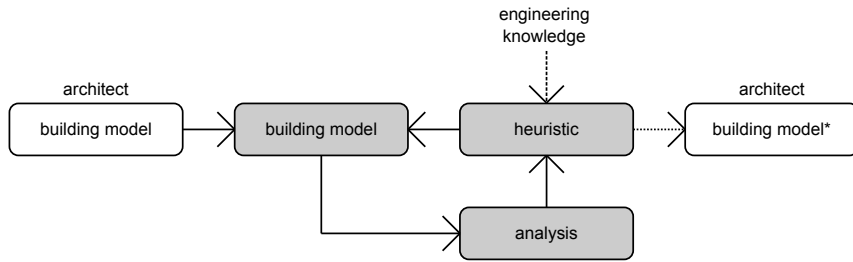 engineering
knowledge
architect
architect
building model
building model
heuristic
building model*
analysis